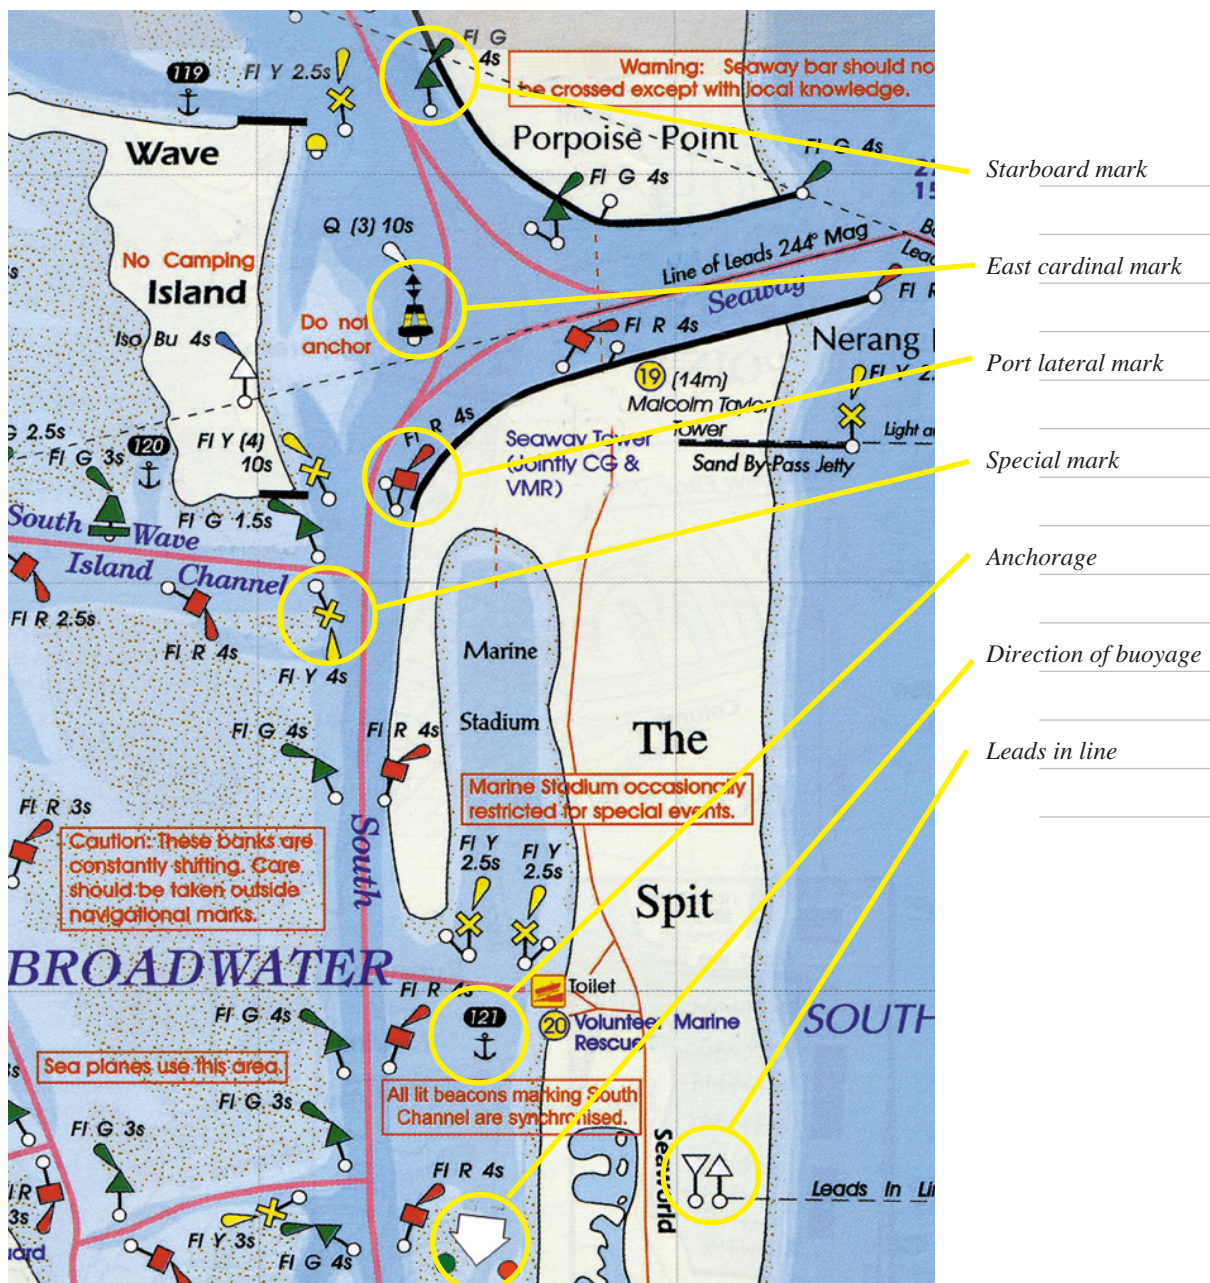 Fl G
4s
119
Fl Y 2.5s
Warning: Seaway bar should no
be crossed except with local knowledge.
Wave
Porpoise Point
Fl G 4s
Fl G 4s
27
15
Starboard mark
Q (3) 10s
Line of Leads 244° Mag
Seaway
No Camping
Island
East cardinal mark
Do not
anchor
Fl R 4s
Fl R
Iso Bu 4s
Nerang
19 (14m)
Malcolm Taylor
Tower
Fl Y 2.
Port lateral mark
G 2.5s
120
Fl Y (4)
10s
Fl R 4s
Seaway Tower
(Jointly CG &
VMR)
Light a
Sand By-Pass Jetty
Special mark
Fl G 3s
Fl G 1.5s
South Wave
Island Channel
Fl R 2.5s
Fl R 4s
Fl Y 4s
Anchorage
Marine
Stadium
Direction of buoyage
Fl G 4s
Fl R 4s
The
Leads in line
Marine Stadium occasionally
restricted for special events.
Fl R 3s
Caution: These banks are
constantly shifting. Care
should be taken outside
navigational marks.
South
Fl Y
2.5s
Fl Y
2.5s
Spit
BROADWATER
Fl R 4s
Toilet
121
20 Volunteer Marine
Rescue
SOUTH
Fl G 4s
Sea planes use this area.
All lit beacons marking South
Channel are synchronised.
Fl G 3s
Fl G 3s
Seaworld
Fl R 4s
Leads In Li
3s
Fl Y 3s
Fl G 4s
uard